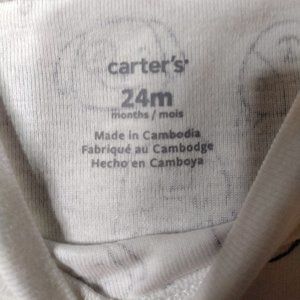 carter's
24m
months / mois
Made in Cambodia
Fabriqué au Cambodge
Hecho en Camboya